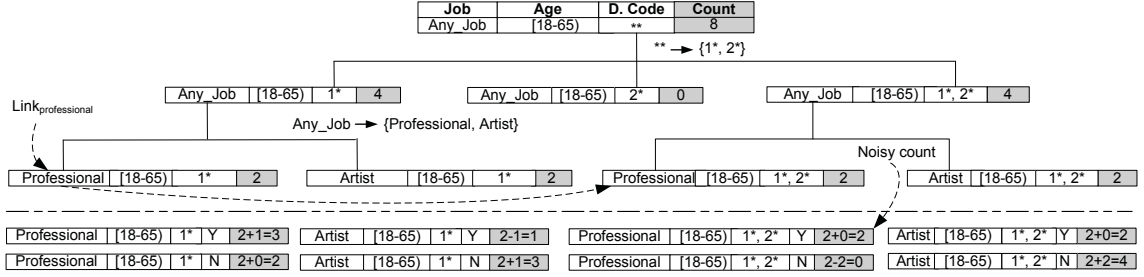 Job Age D. Code Count
Any_Job [18-65) ** 8
** → {1*, 2*}
Any_Job [18-65) 1* 4
Any_Job [18-65) 2* 0
Any_Job [18-65) 1*, 2* 4
Link professional
Any_Job → {Professional, Artist}
Noisy count
Professional [18-65) 1* 2
Artist [18-65) 1* 2
Professional [18-65) 1*, 2* 2
Artist [18-65) 1*, 2* 2
Professional [18-65) 1* Y 2+1=3
Artist [18-65) 1* Y 2-1=1
Professional [18-65) 1*, 2* Y 2+0=2
Artist [18-65) 1*, 2* Y 2+0=2
Professional [18-65) 1* N 2+0=2
Artist [18-65) 1* N 2+1=3
Professional [18-65) 1*, 2* N 2-2=0
Artist [18-65) 1*, 2* N 2+2=4